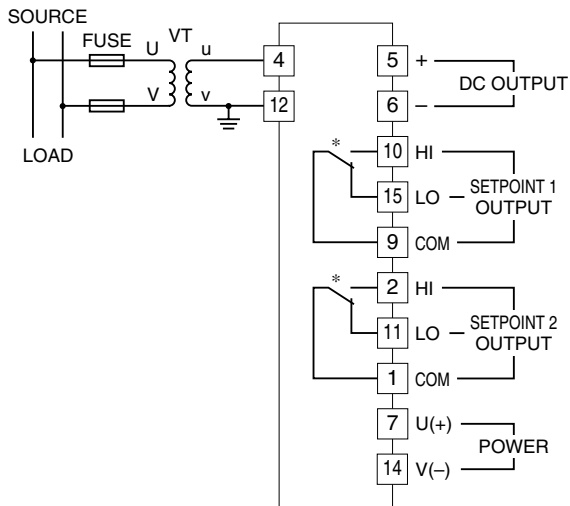 SOURCE
FUSE U VT u
V v
LOAD
4
12
5 +
6 –
DC OUTPUT
*
10 HI
15 LO
9 COM
SETPOINT 1
OUTPUT
*
2 HI
11 LO
1 COM
SETPOINT 2
OUTPUT
7 U(+)
14 V(–)
POWER